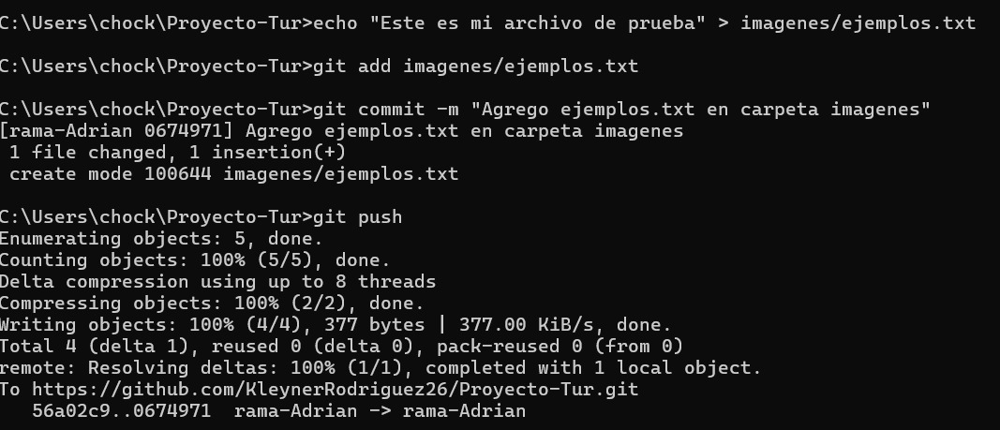 C:\Users\chock\Proyecto-Tur>echo "Este es mi archivo de prueba" > imagenes/ejemplos.txt
C:\Users\chock\Proyecto-Tur>git add imagenes/ejemplos.txt
C:\Users\chock\Proyecto-Tur>git commit -m "Agrego ejemplos.txt en carpeta imagenes"
[rama-Adrian 0674971] Agrego ejemplos.txt en carpeta imagenes
 1 file changed, 1 insertion(+)
 create mode 100644 imagenes/ejemplos.txt
C:\Users\chock\Proyecto-Tur>git push
Enumerating objects: 5, done.
Counting objects: 100% (5/5), done.
Delta compression using up to 8 threads
Compressing objects: 100% (2/2), done.
Writing objects: 100% (4/4), 377 bytes | 377.00 KiB/s, done.
Total 4 (delta 1), reused 0 (delta 0), pack-reused 0 (from 0)
remote: Resolving deltas: 100% (1/1), completed with 1 local object.
To https://github.com/KleynerRodriguez26/Proyecto-Tur.git
   56a02c9..0674971  rama-Adrian -> rama-Adrian